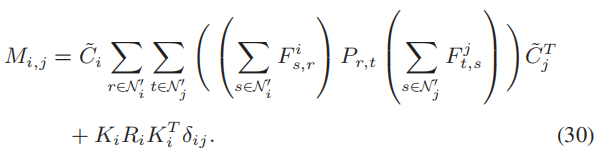 M_{i,j} = \tilde{C}_i \sum_{r \in \mathcal{N}'_i} \sum_{t \in \mathcal{N}'_j} \left( \left( \sum_{s \in \mathcal{N}'_i} F^i_{s,r} \right) P_{r,t} \left( \sum_{s \in \mathcal{N}'_j} F^j_{t,s} \right) \right) \tilde{C}^T_j
+ K_i R_i K^T_i \delta_{ij}. (30)